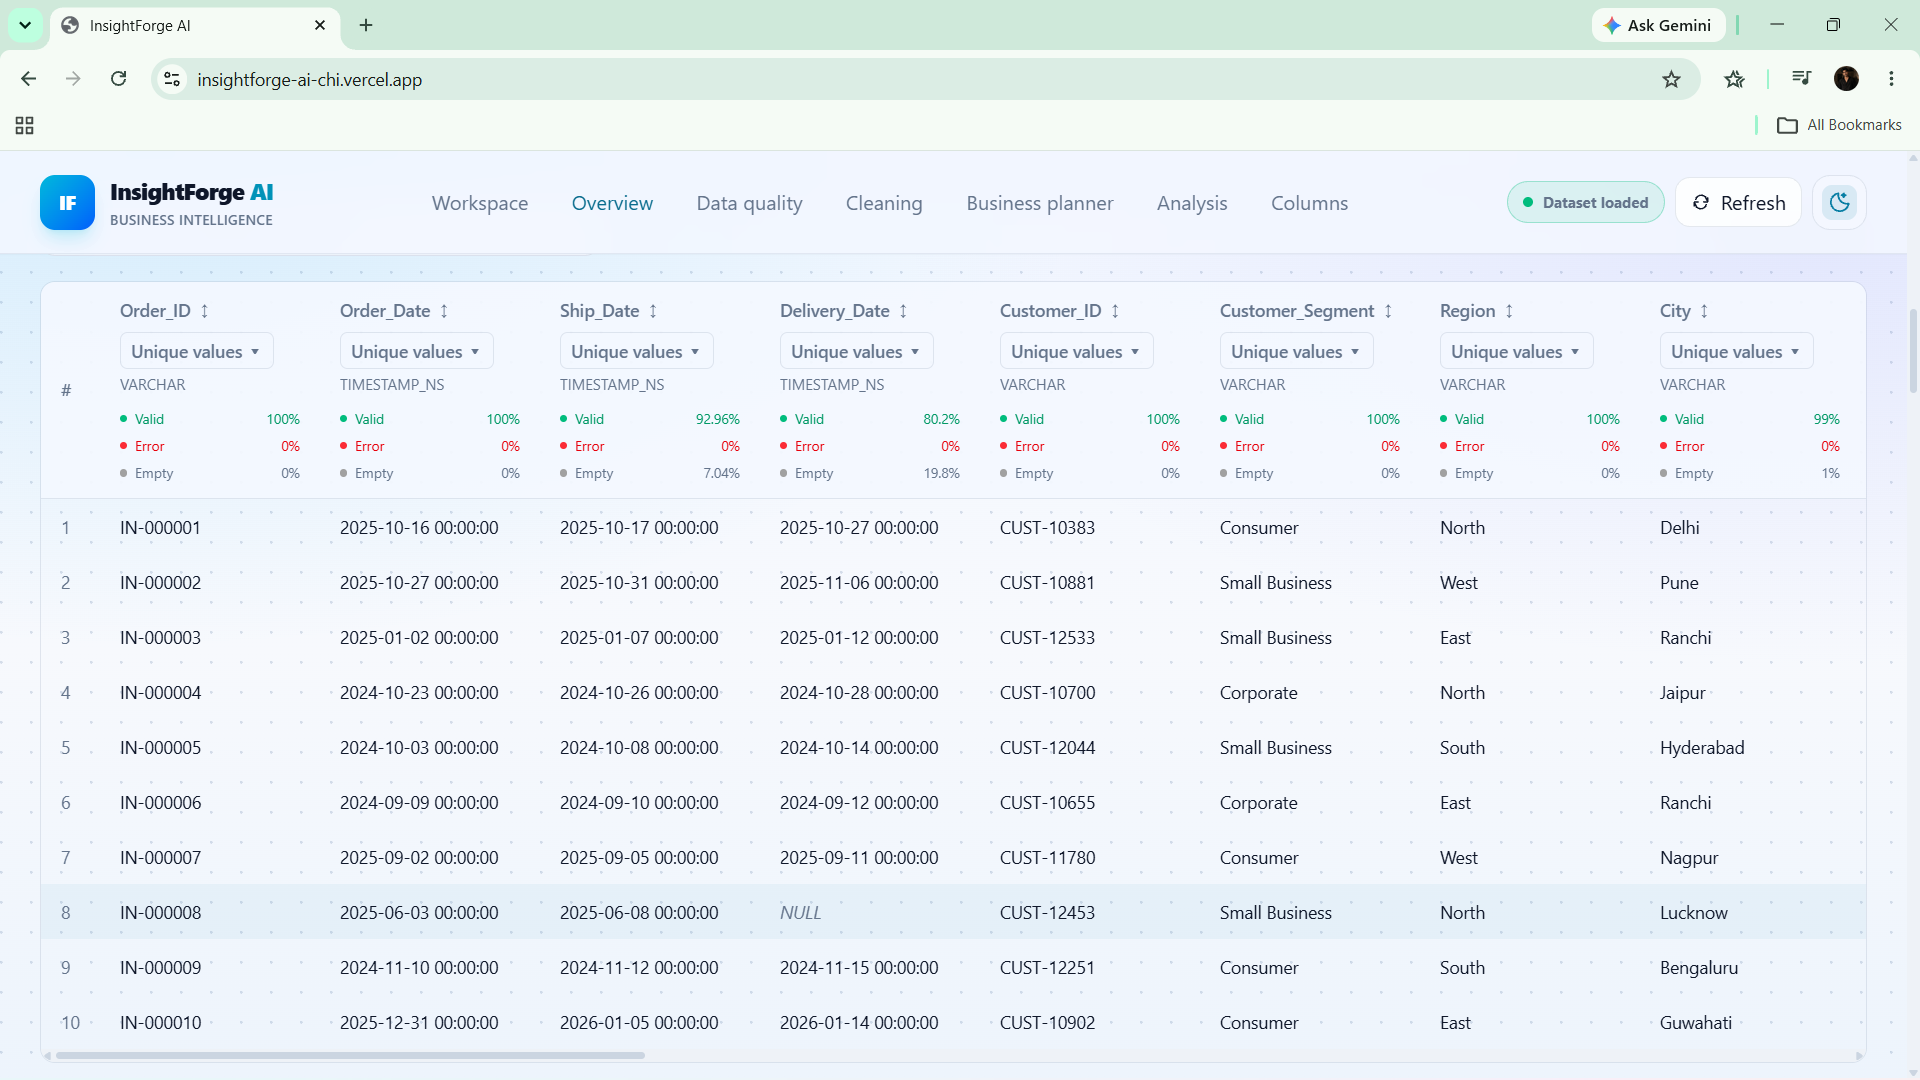 InsightForge AI
Ask Gemini
insightforge-ai-chi.vercel.app
All Bookmarks
IF
InsightForge AI
BUSINESS INTELLIGENCE
Workspace Overview Data quality Cleaning Business planner Analysis Columns
Dataset loaded
Refresh
# Order_ID Order_Date Ship_Date Delivery_Date Customer_ID Customer_Segment Region City
Unique values Unique values Unique values Unique values Unique values Unique values Unique values Unique values
VARCHAR TIMESTAMP_NS TIMESTAMP_NS TIMESTAMP_NS VARCHAR VARCHAR VARCHAR VARCHAR
Valid 100% Valid 100% Valid 92.96% Valid 80.2% Valid 100% Valid 100% Valid 100% Valid 99%
Error 0% Error 0% Error 0% Error 0% Error 0% Error 0% Error 0% Error 0%
Empty 0% Empty 0% Empty 7.04% Empty 19.8% Empty 0% Empty 0% Empty 0% Empty 1%
1 IN-000001 2025-10-16 00:00:00 2025-10-17 00:00:00 2025-10-27 00:00:00 CUST-10383 Consumer North Delhi
2 IN-000002 2025-10-27 00:00:00 2025-10-31 00:00:00 2025-11-06 00:00:00 CUST-10881 Small Business West Pune
3 IN-000003 2025-01-02 00:00:00 2025-01-07 00:00:00 2025-01-12 00:00:00 CUST-12533 Small Business East Ranchi
4 IN-000004 2024-10-23 00:00:00 2024-10-26 00:00:00 2024-10-28 00:00:00 CUST-10700 Corporate North Jaipur
5 IN-000005 2024-10-03 00:00:00 2024-10-08 00:00:00 2024-10-14 00:00:00 CUST-12044 Small Business South Hyderabad
6 IN-000006 2024-09-09 00:00:00 2024-09-10 00:00:00 2024-09-12 00:00:00 CUST-10655 Corporate East Ranchi
7 IN-000007 2025-09-02 00:00:00 2025-09-05 00:00:00 2025-09-11 00:00:00 CUST-11780 Consumer West Nagpur
8 IN-000008 2025-06-03 00:00:00 2025-06-08 00:00:00 NULL CUST-12453 Small Business North Lucknow
9 IN-000009 2024-11-10 00:00:00 2024-11-12 00:00:00 2024-11-15 00:00:00 CUST-12251 Consumer South Bengaluru
10 IN-000010 2025-12-31 00:00:00 2026-01-05 00:00:00 2026-01-14 00:00:00 CUST-10902 Consumer East Guwahati